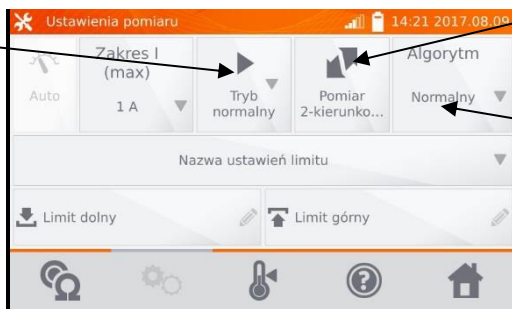 Ustawienia pomiaru 14:21 2017.08.09
Auto
Zakres I
(max)
1 A
Tryb
normalny
Pomiar
2-kierunko...
Algorytm
Normalny
Nazwa ustawień limitu
Limit dolny
Limit górny
Ω
?